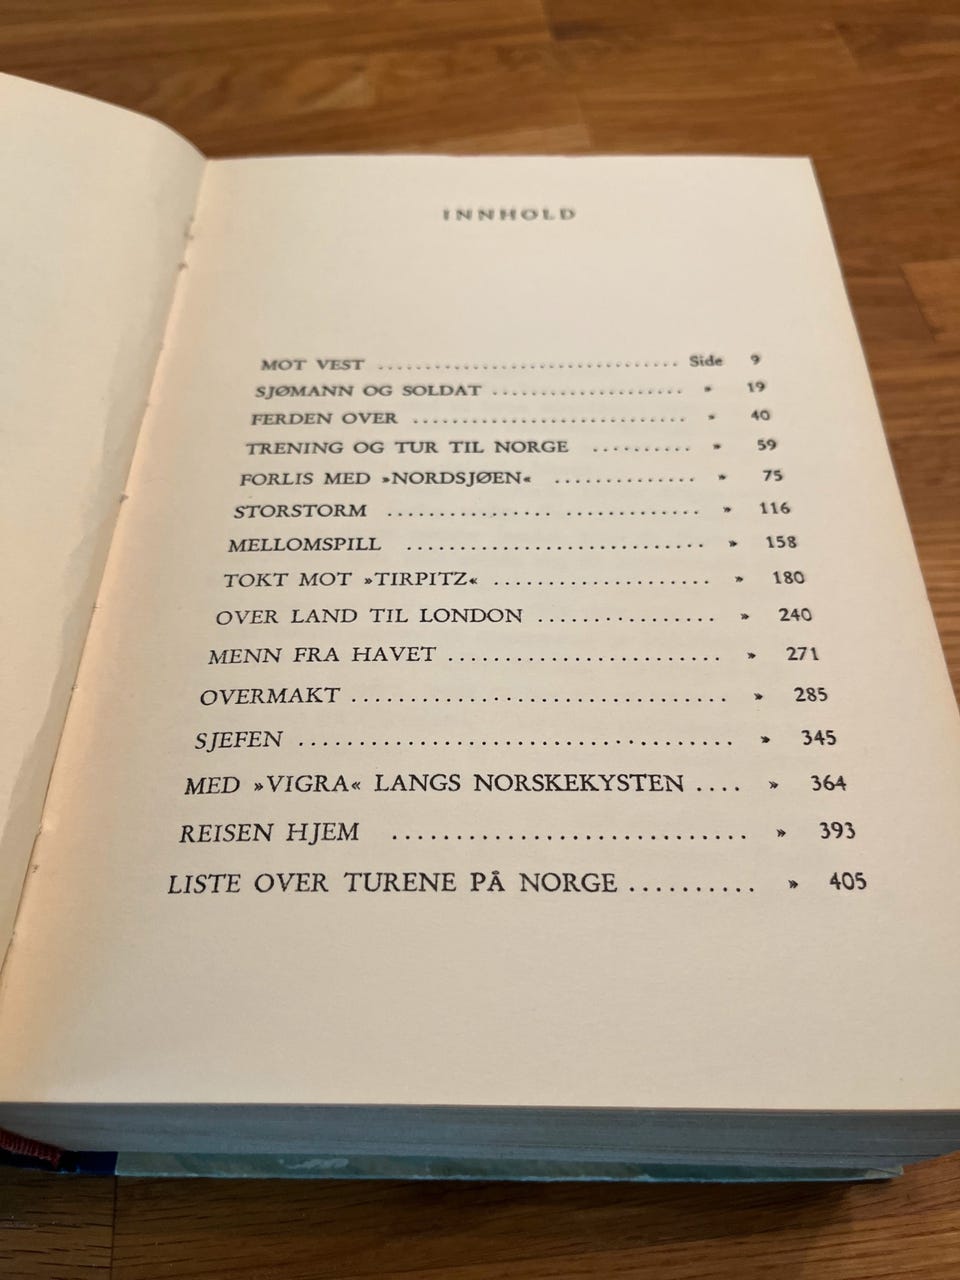 INNHOLD
MOT VEST .............................. Side 9
SJØMANN OG SOLDAT ................... » 19
FERDEN OVER ........................... » 40
TRENING OG TUR TIL NORGE .......... » 59
FORLIS MED »NORDSJØEN« .............. » 75
STORSTORM ............... ............. » 116
MELLOMSPILL ........................... » 158
TOKT MOT »TIRPITZ« .................... » 180
OVER LAND TIL LONDON ................ » 240
MENN FRA HAVET ........................ » 271
OVERMAKT ................................ » 285
SJEFEN ..................................... » 345
MED »VIGRA« LANGS NORSKEKYSTEN .... » 364
REISEN HJEM ............................. » 393
LISTE OVER TURENE PÅ NORGE .......... » 405